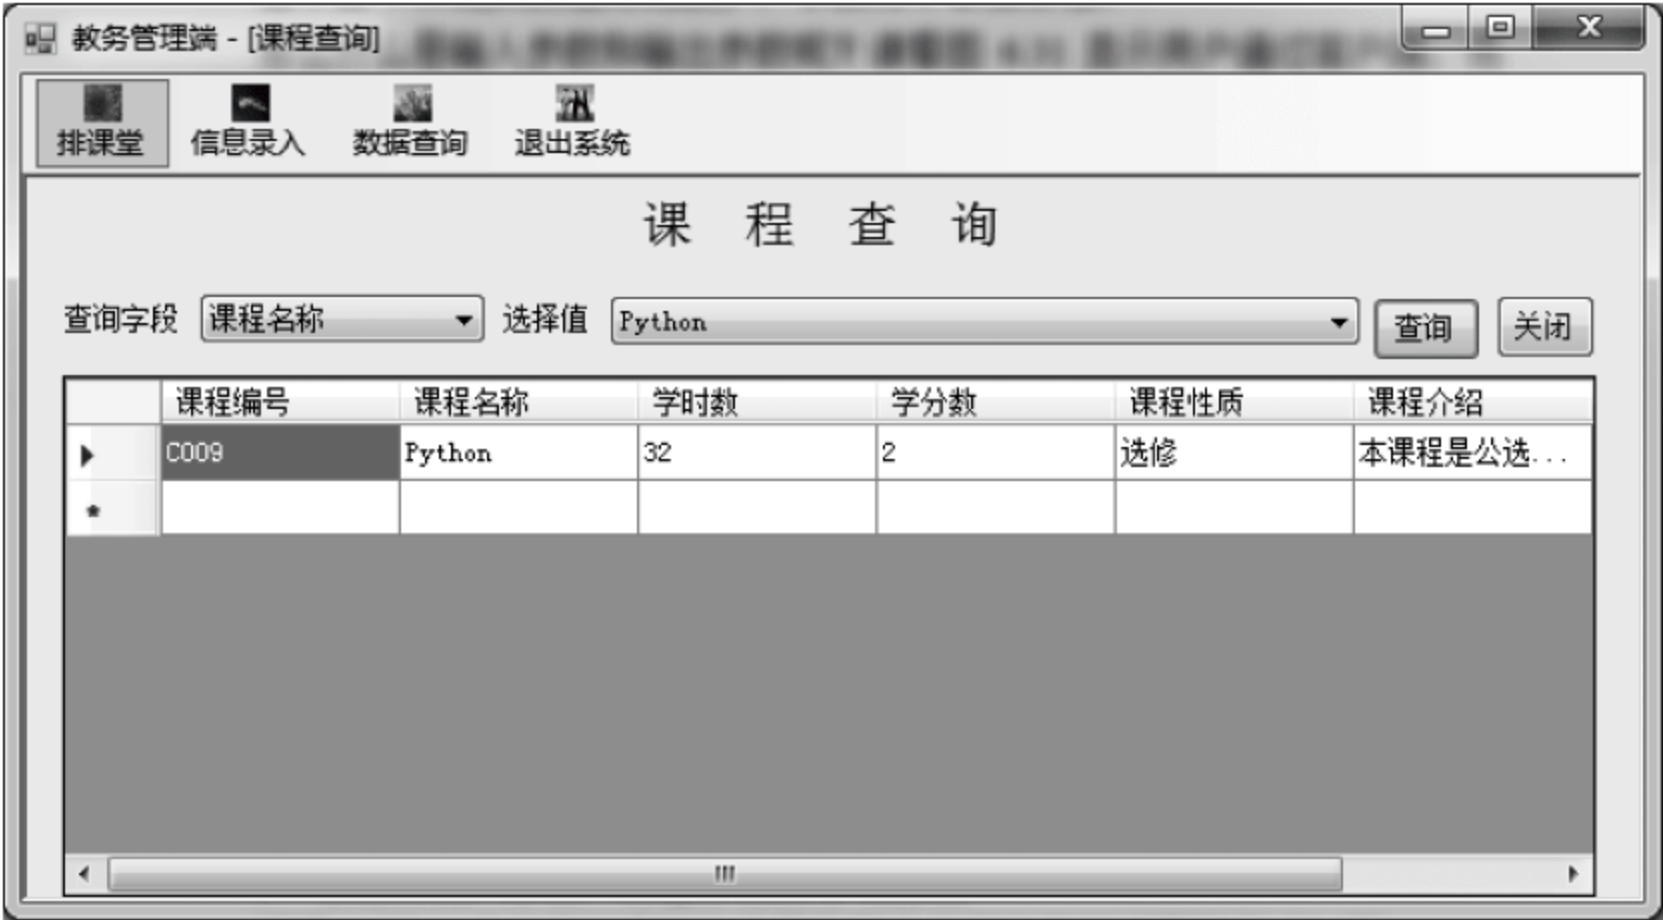 教务管理端 - [课程查询]
排课堂 信息录入 数据查询 退出系统
课 程 查 询
查询字段 课程名称 选择值 Python 查询 关闭
课程编号 课程名称 学时数 学分数 课程性质 课程介绍
C009 Python 32 2 选修 本课程是公选...